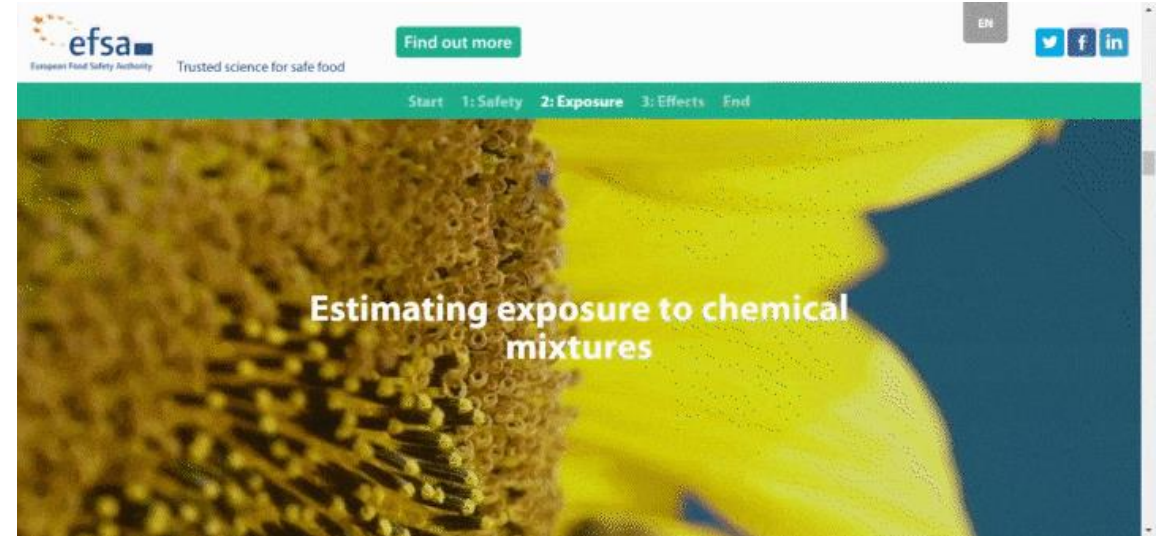 efsa
European Food Safety Authority
Trusted science for safe food
Find out more
EN
Start 1: Safety 2: Exposure 3: Effects End
Estimating exposure to chemical
mixtures